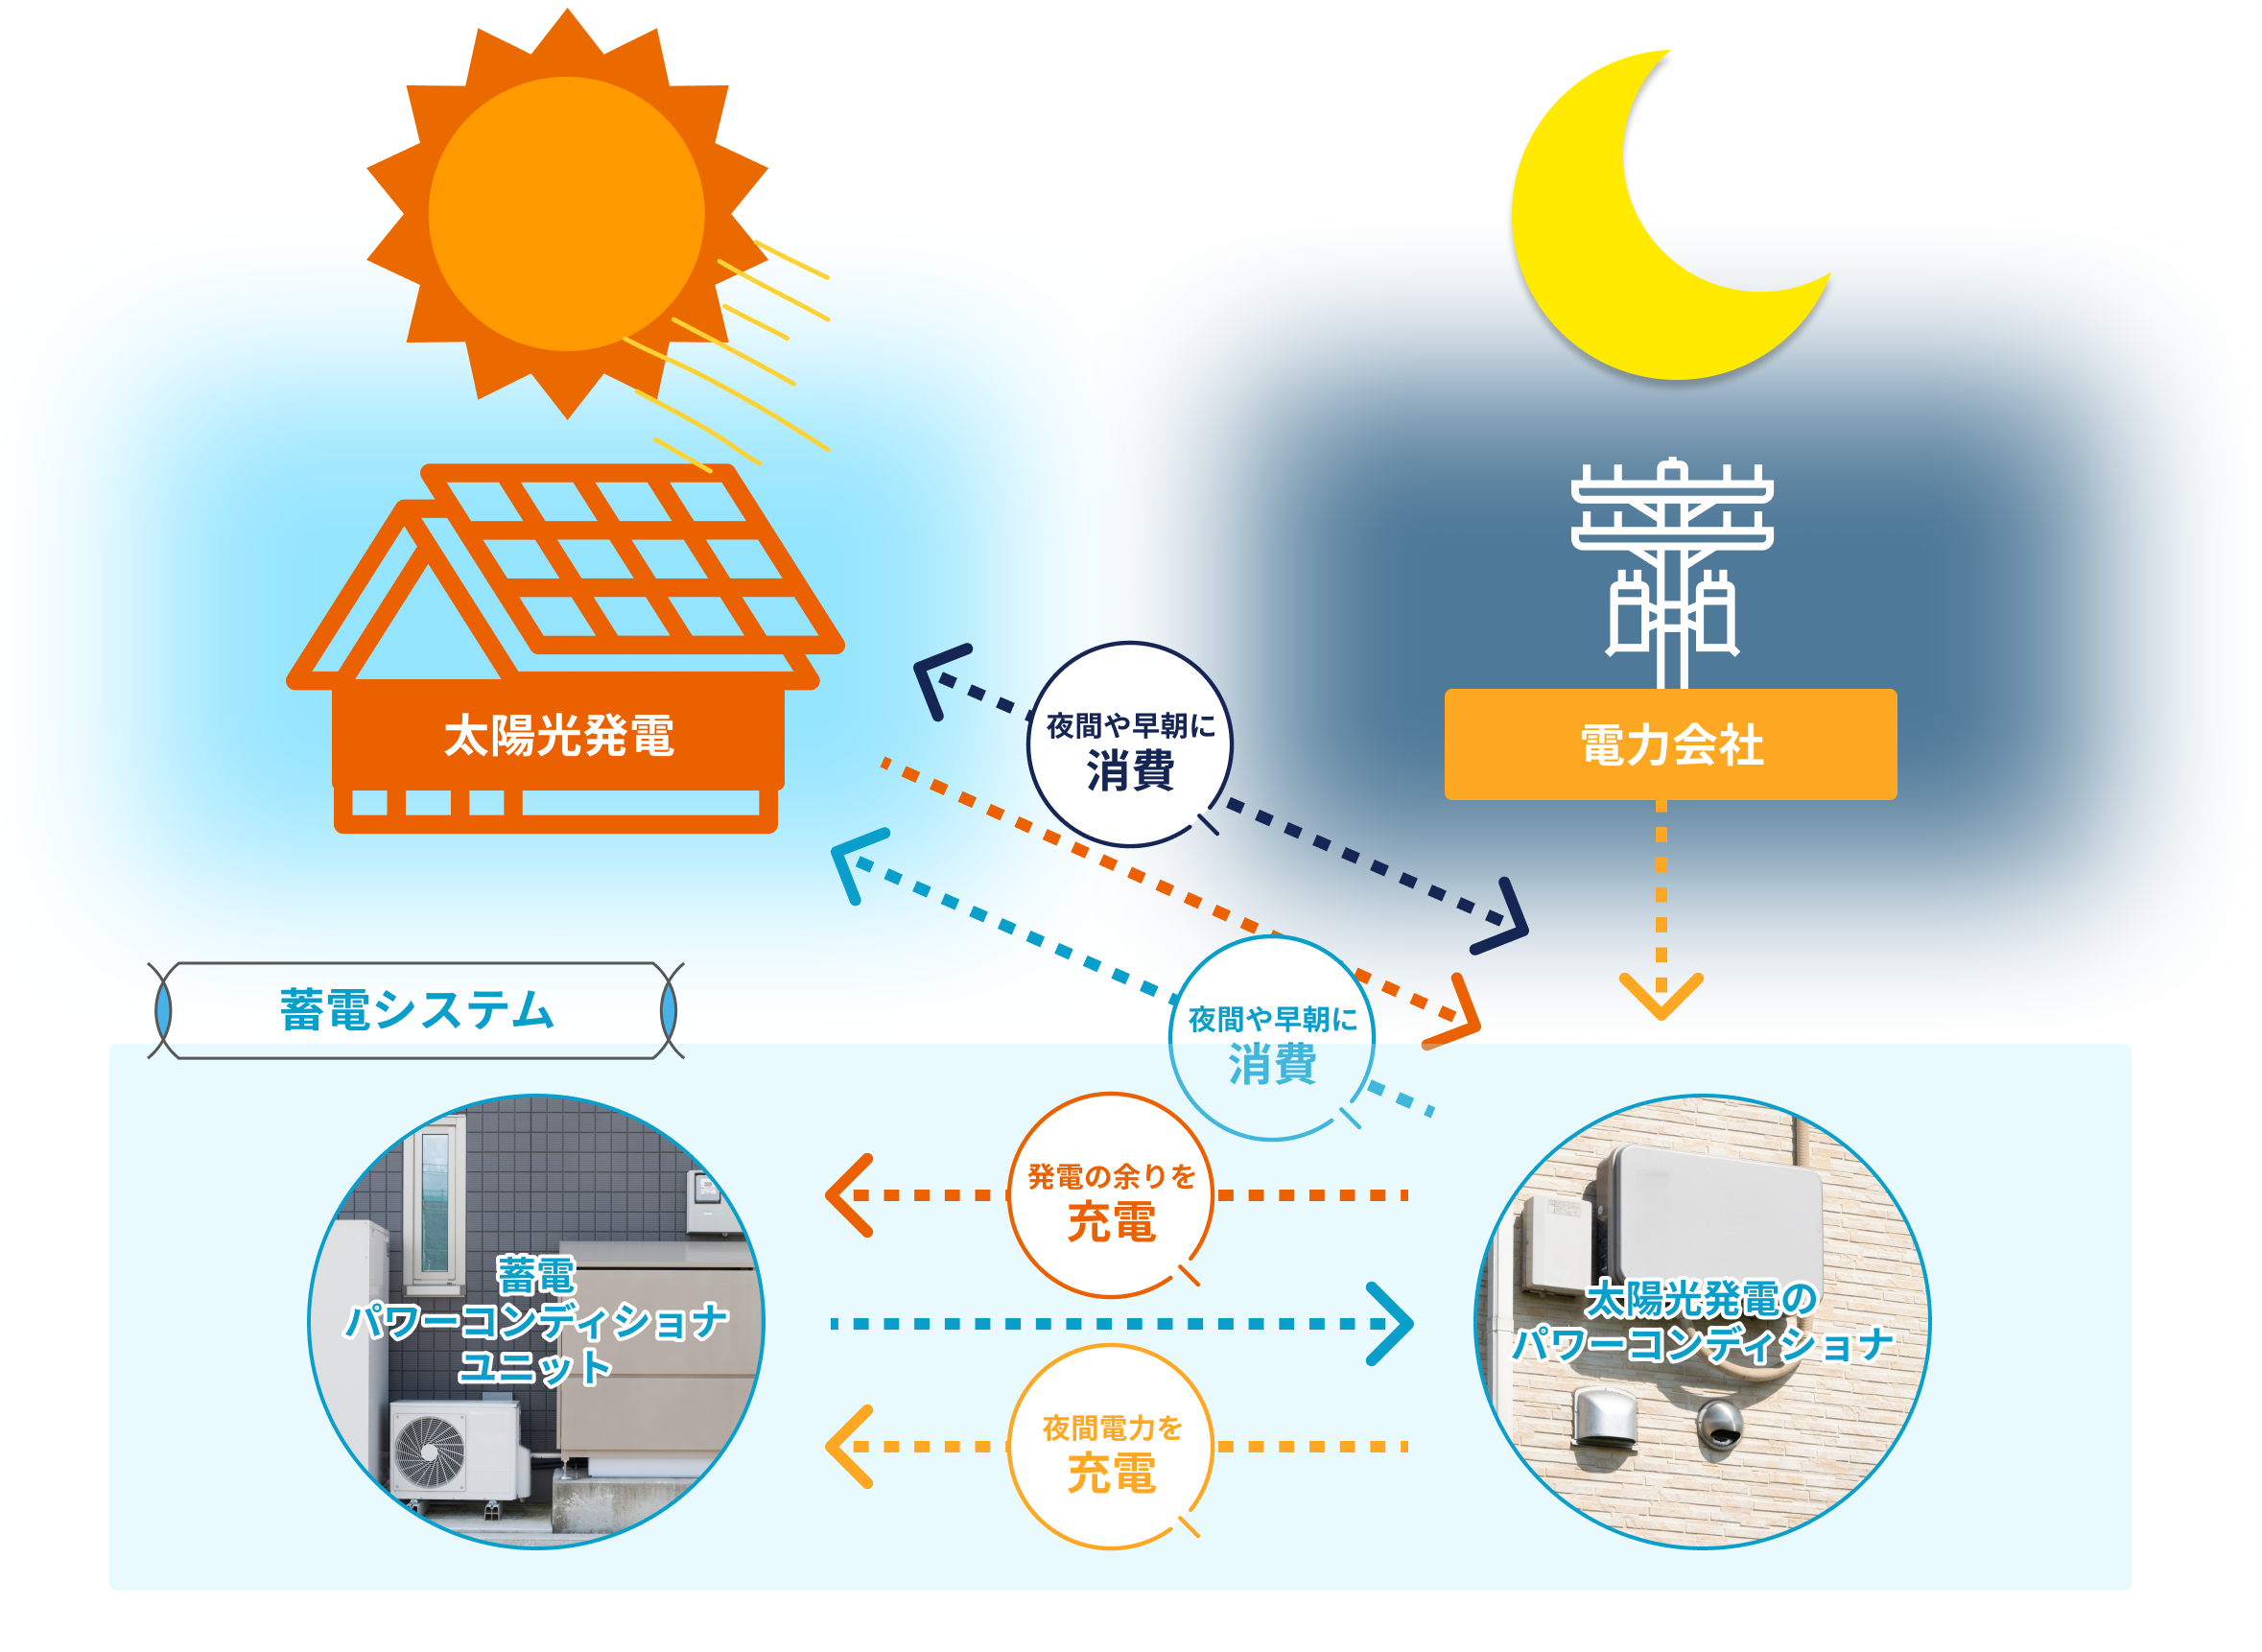 太陽光発電
電力会社
夜間や早朝に
消費
蓄電システム
夜間や早朝に
消費
発電の余りを
充電
蓄電
パワーコンディショナ
ユニット
太陽光発電の
パワーコンディショナ
夜間電力を
充電